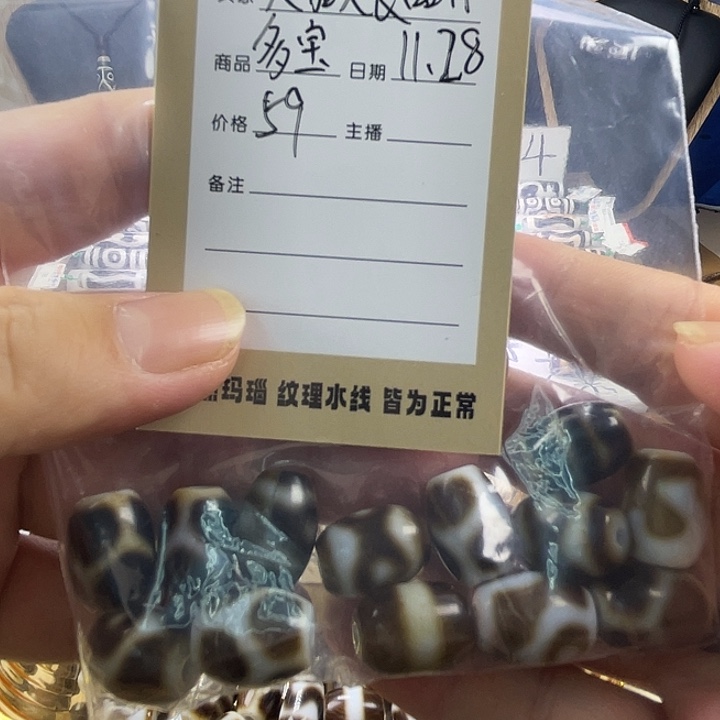 商品 多宝 日期 11.28
价格 59 主播
备注
玛瑙 纹理水线 皆为正常
4